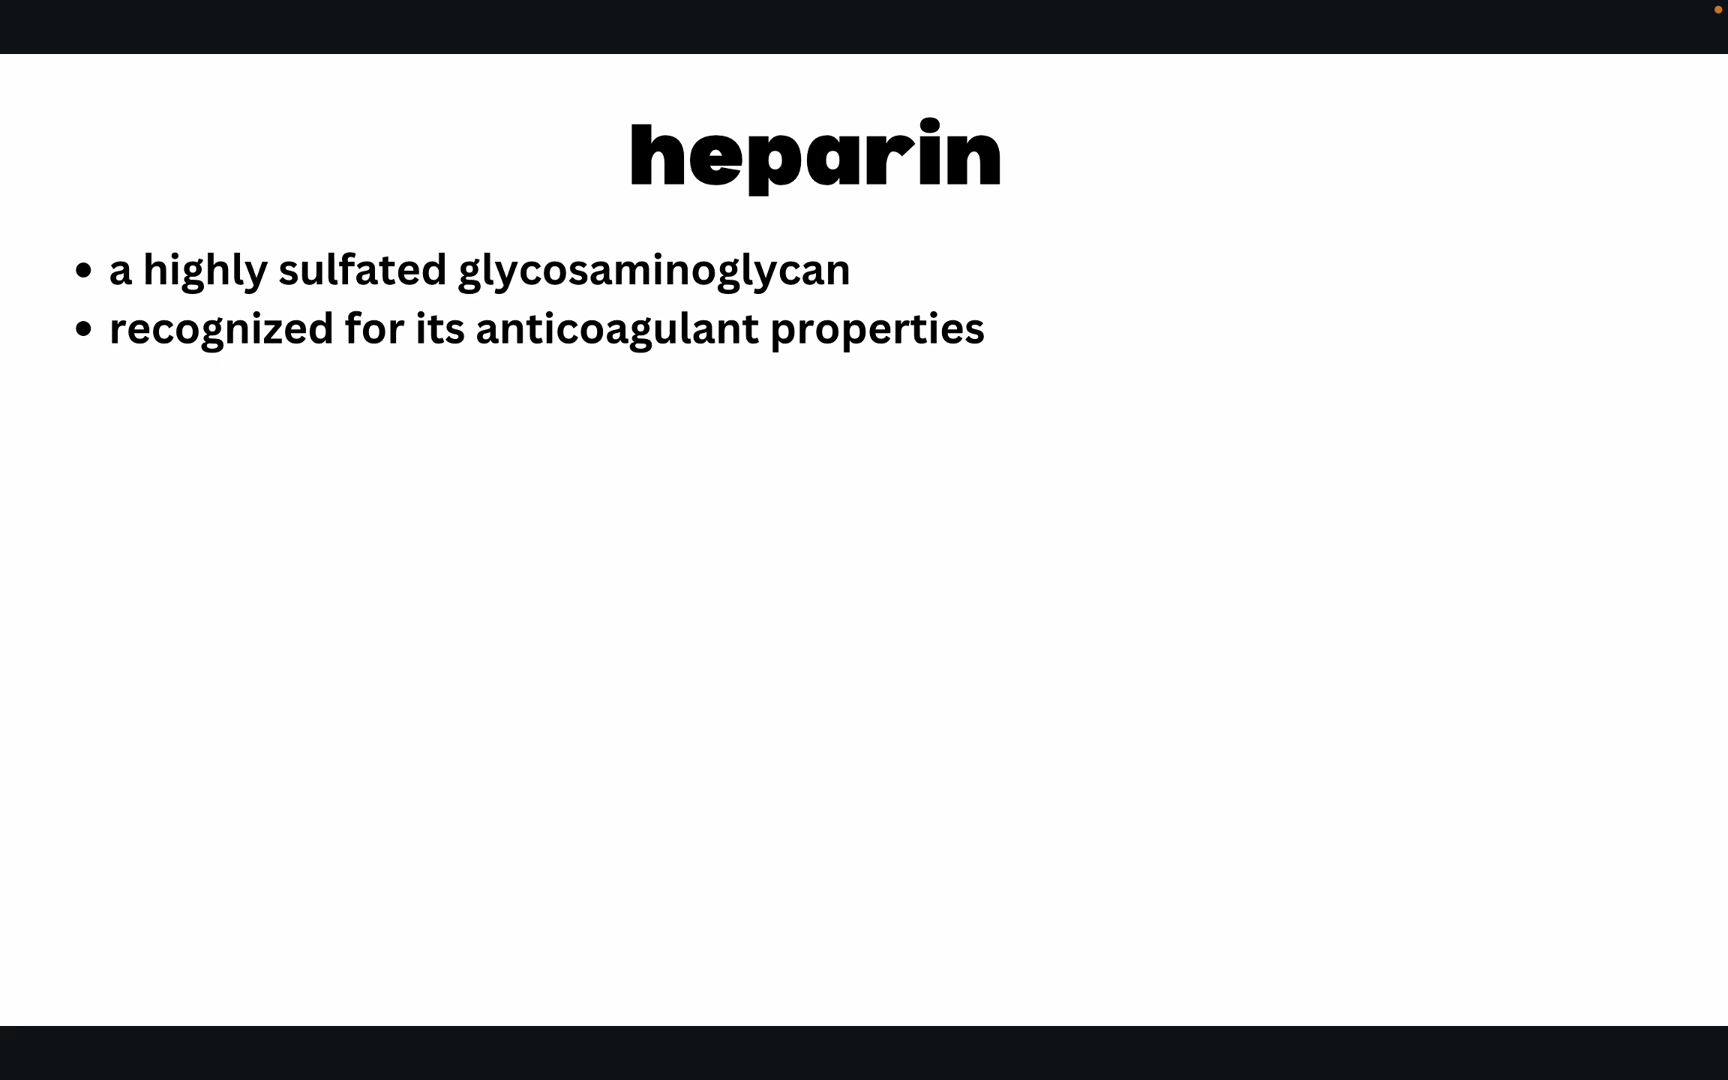 heparin
• a highly sulfated glycosaminoglycan
• recognized for its anticoagulant properties